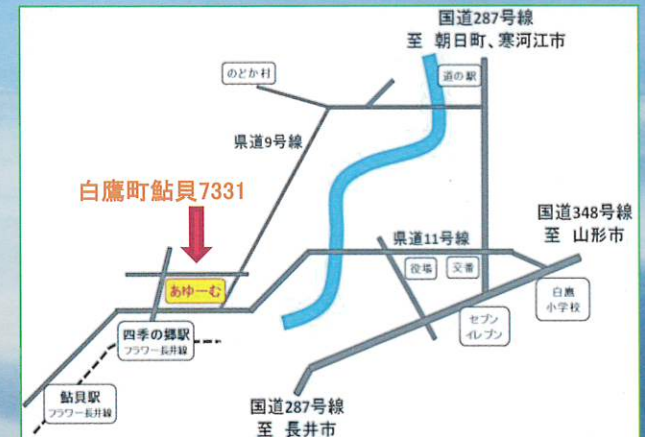 国道287号線
至 朝日町、寒河江市
のどか村
道の駅
県道9号線
白鷹町鮎貝7331
国道348号線
至 山形市
県道11号線
役場
交番
あゆーむ
白鷹
小学校
セブン
イレブン
四季の郷駅
フラワー長井線
鮎貝駅
フラワー長井線
国道287号線
至 長井市